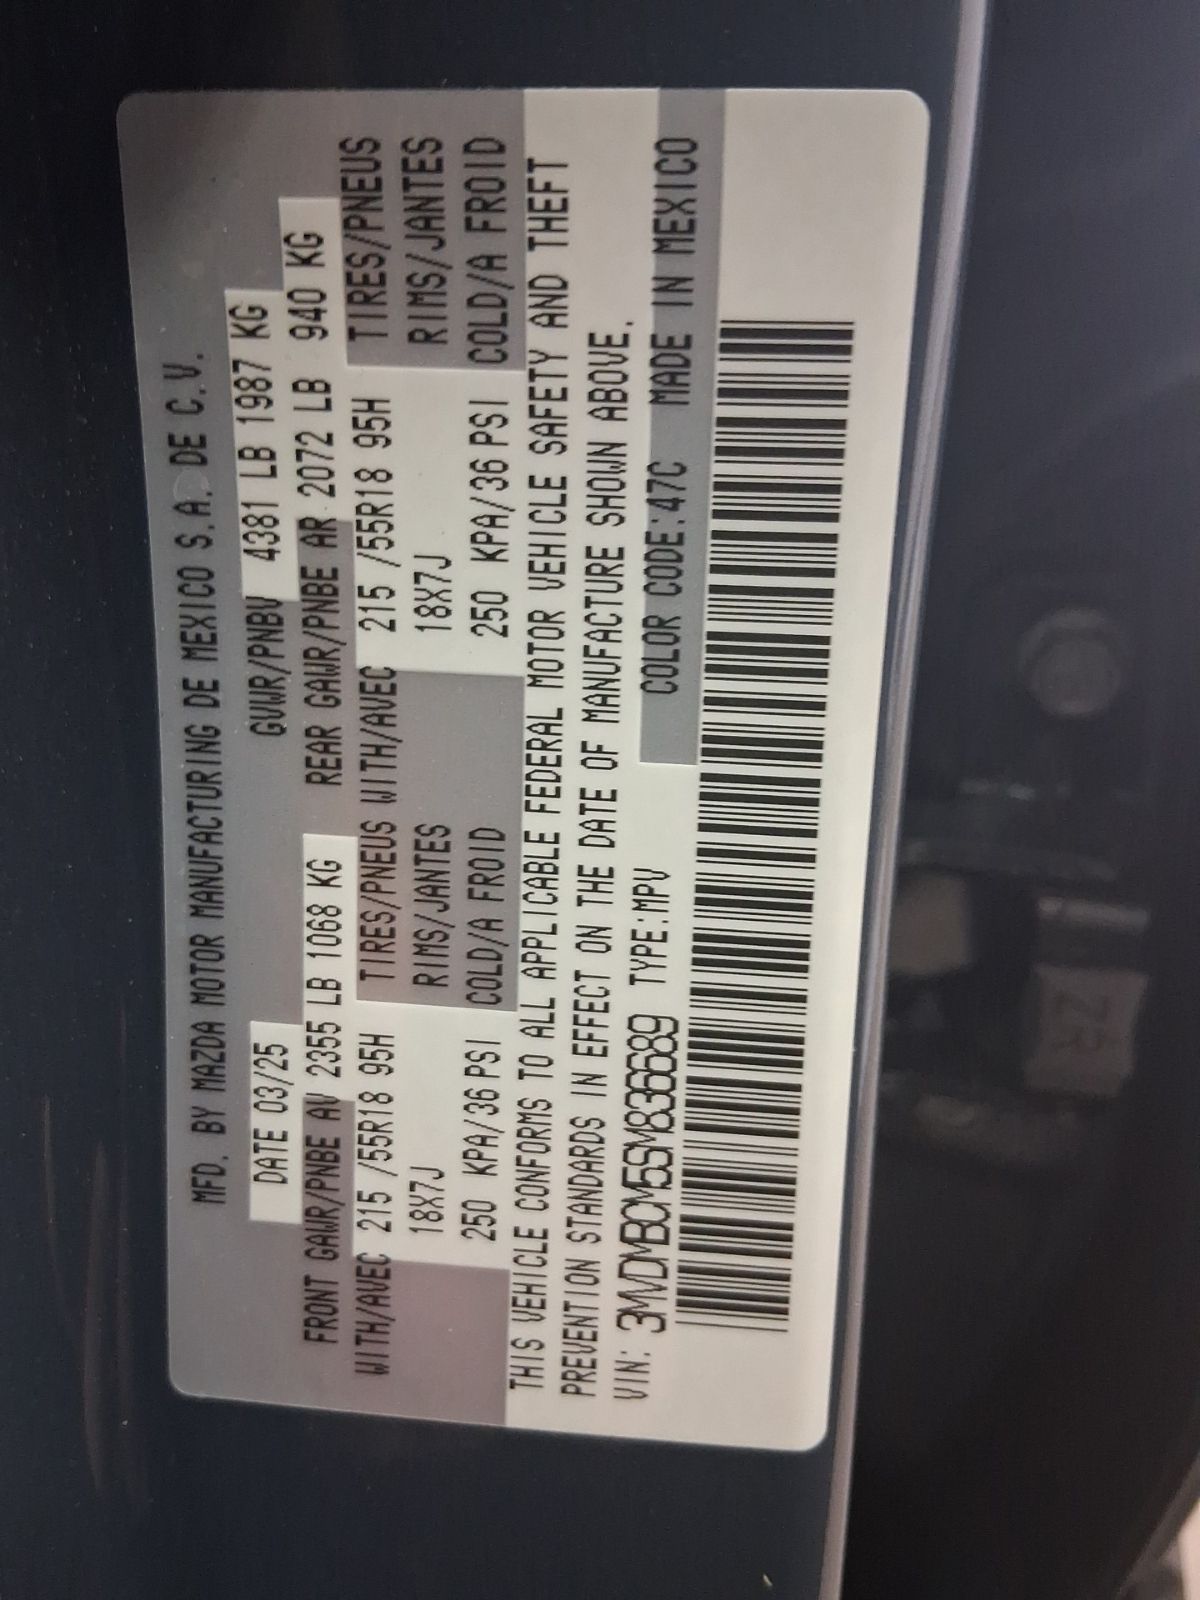 MFD. BY MAZDA MOTOR MANUFACTURING DE MEXICO S.A. DE C.V.
DATE 03/25 GVWR/PNBV 4381 LB 1987 KG
FRONT GAWR/PNBE AV 2355 LB 1068 KG REAR GAWR/PNBE AR 2072 LB 940 KG
WITH/AVEC 215 /55R18 95H TIRES/PNEUS WITH/AVEC 215 /55R18 95H TIRES/PNEUS
18X7J RIMS/JANTES 18X7J RIMS/JANTES
250 KPA/36 PSI COLD/A FROID 250 KPA/36 PSI COLD/A FROID
THIS VEHICLE CONFORMS TO ALL APPLICABLE FEDERAL MOTOR VEHICLE SAFETY AND THEFT
PREVENTION STANDARDS IN EFFECT ON THE DATE OF MANUFACTURE SHOWN ABOVE.
VIN: 3MVDMBCM5SM836689 TYPE:MPV COLOR CODE:47C MADE IN MEXICO
ZR